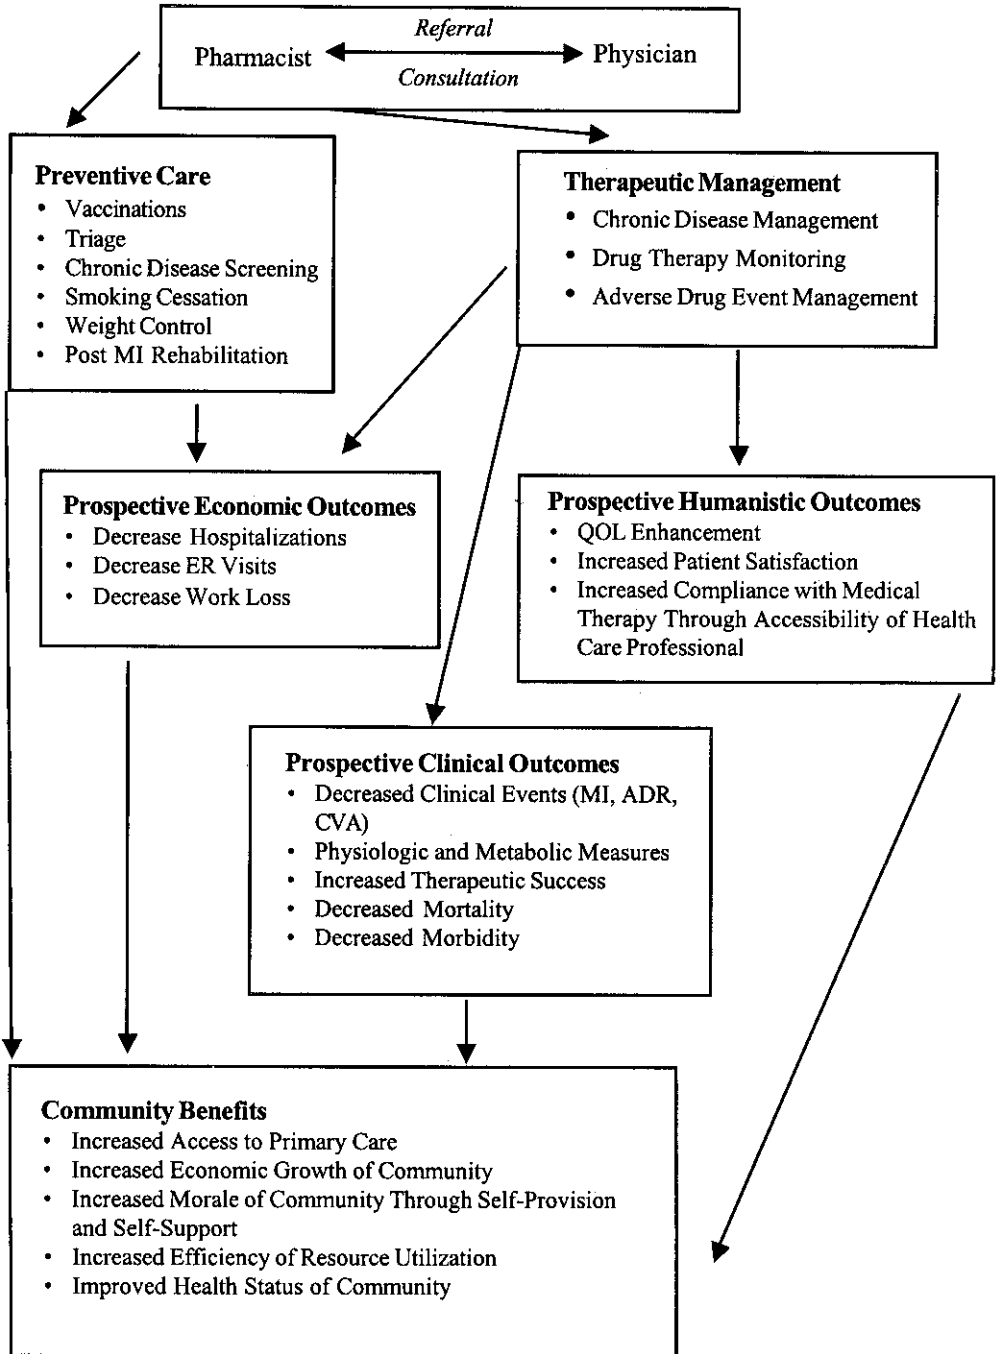 Referral
Pharmacist
Physician
Consultation
Preventive Care
• Vaccinations
• Triage
• Chronic Disease Screening
• Smoking Cessation
• Weight Control
• Post MI Rehabilitation
Therapeutic Management
• Chronic Disease Management
• Drug Therapy Monitoring
• Adverse Drug Event Management
Prospective Economic Outcomes
• Decrease Hospitalizations
• Decrease ER Visits
• Decrease Work Loss
Prospective Humanistic Outcomes
• QOL Enhancement
• Increased Patient Satisfaction
• Increased Compliance with Medical
Therapy Through Accessibility of Health
Care Professional
Prospective Clinical Outcomes
• Decreased Clinical Events (MI, ADR,
CVA)
• Physiologic and Metabolic Measures
• Increased Therapeutic Success
• Decreased Mortality
• Decreased Morbidity
Community Benefits
• Increased Access to Primary Care
• Increased Economic Growth of Community
• Increased Morale of Community Through Self-Provision
and Self-Support
• Increased Efficiency of Resource Utilization
• Improved Health Status of Community